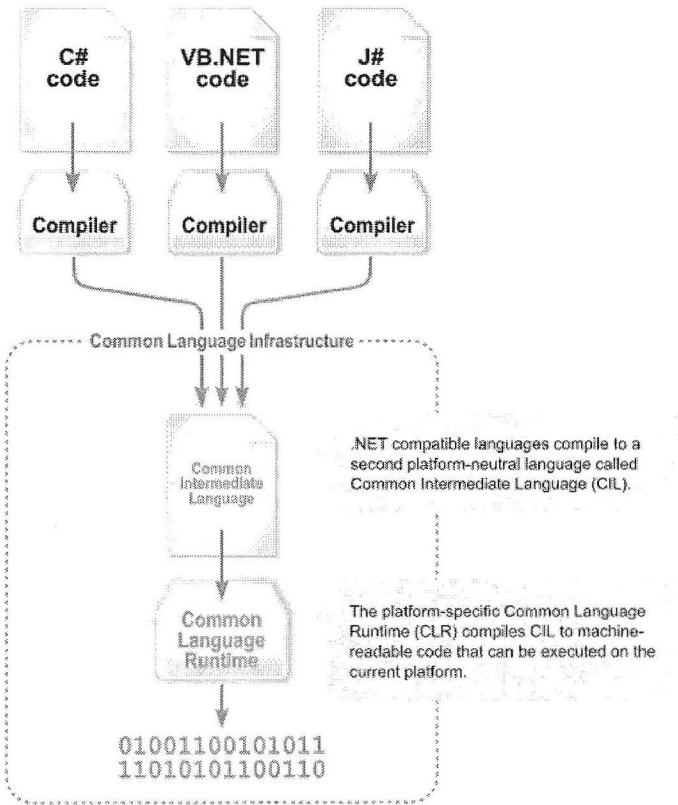 C#
code
VB.NET
code
J#
code
Compiler
Compiler
Compiler
Common Language Infrastructure
Common
Intermediate
Language
.NET compatible languages compile to a
second platform-neutral language called
Common Intermediate Language (CIL).
Common
Language
Runtime
The platform-specific Common Language
Runtime (CLR) compiles CIL to machine-
readable code that can be executed on the
current platform.
01001100101011
11010101100110